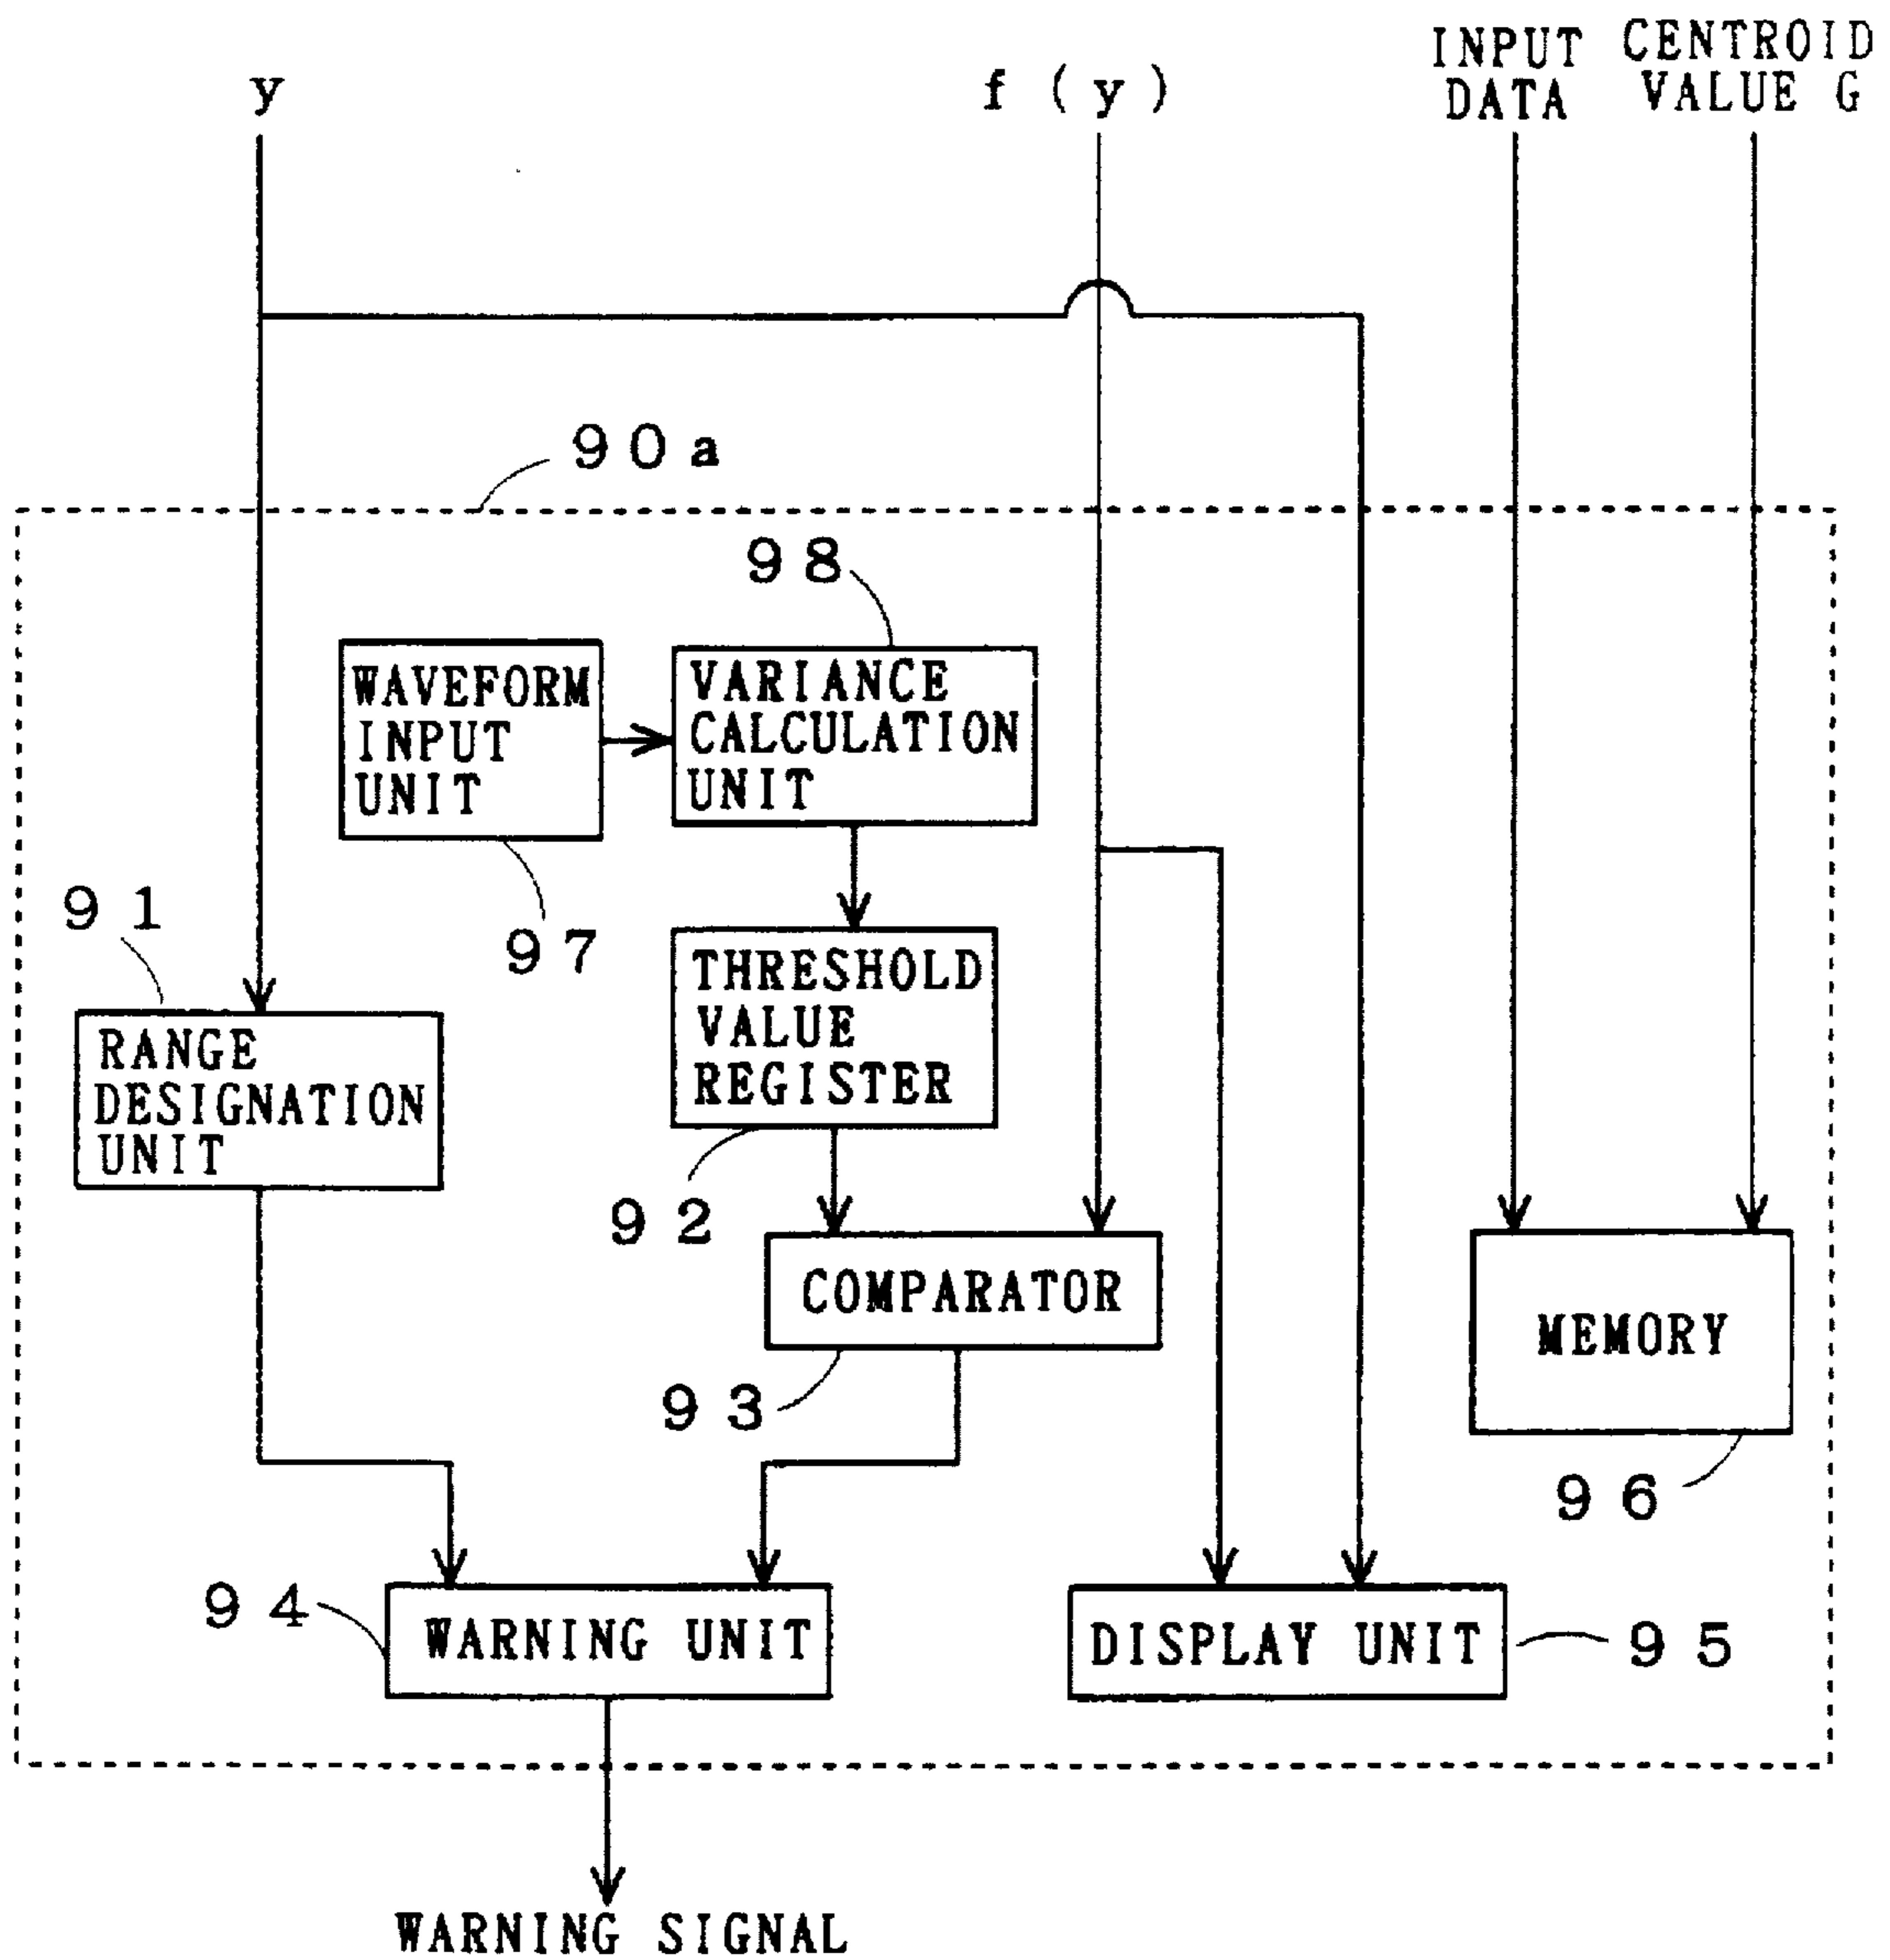 y
f ( y )
INPUT
DATA
CENTROID
VALUE G
90a
98
WAVEFORM
INPUT
UNIT
VARIANCE
CALCULATION
UNIT
91
97
THRESHOLD
VALUE
REGISTER
RANGE
DESIGNATION
UNIT
92
COMPARATOR
MEMORY
93
96
94
WARNING UNIT
DISPLAY UNIT
95
WARNING SIGNAL